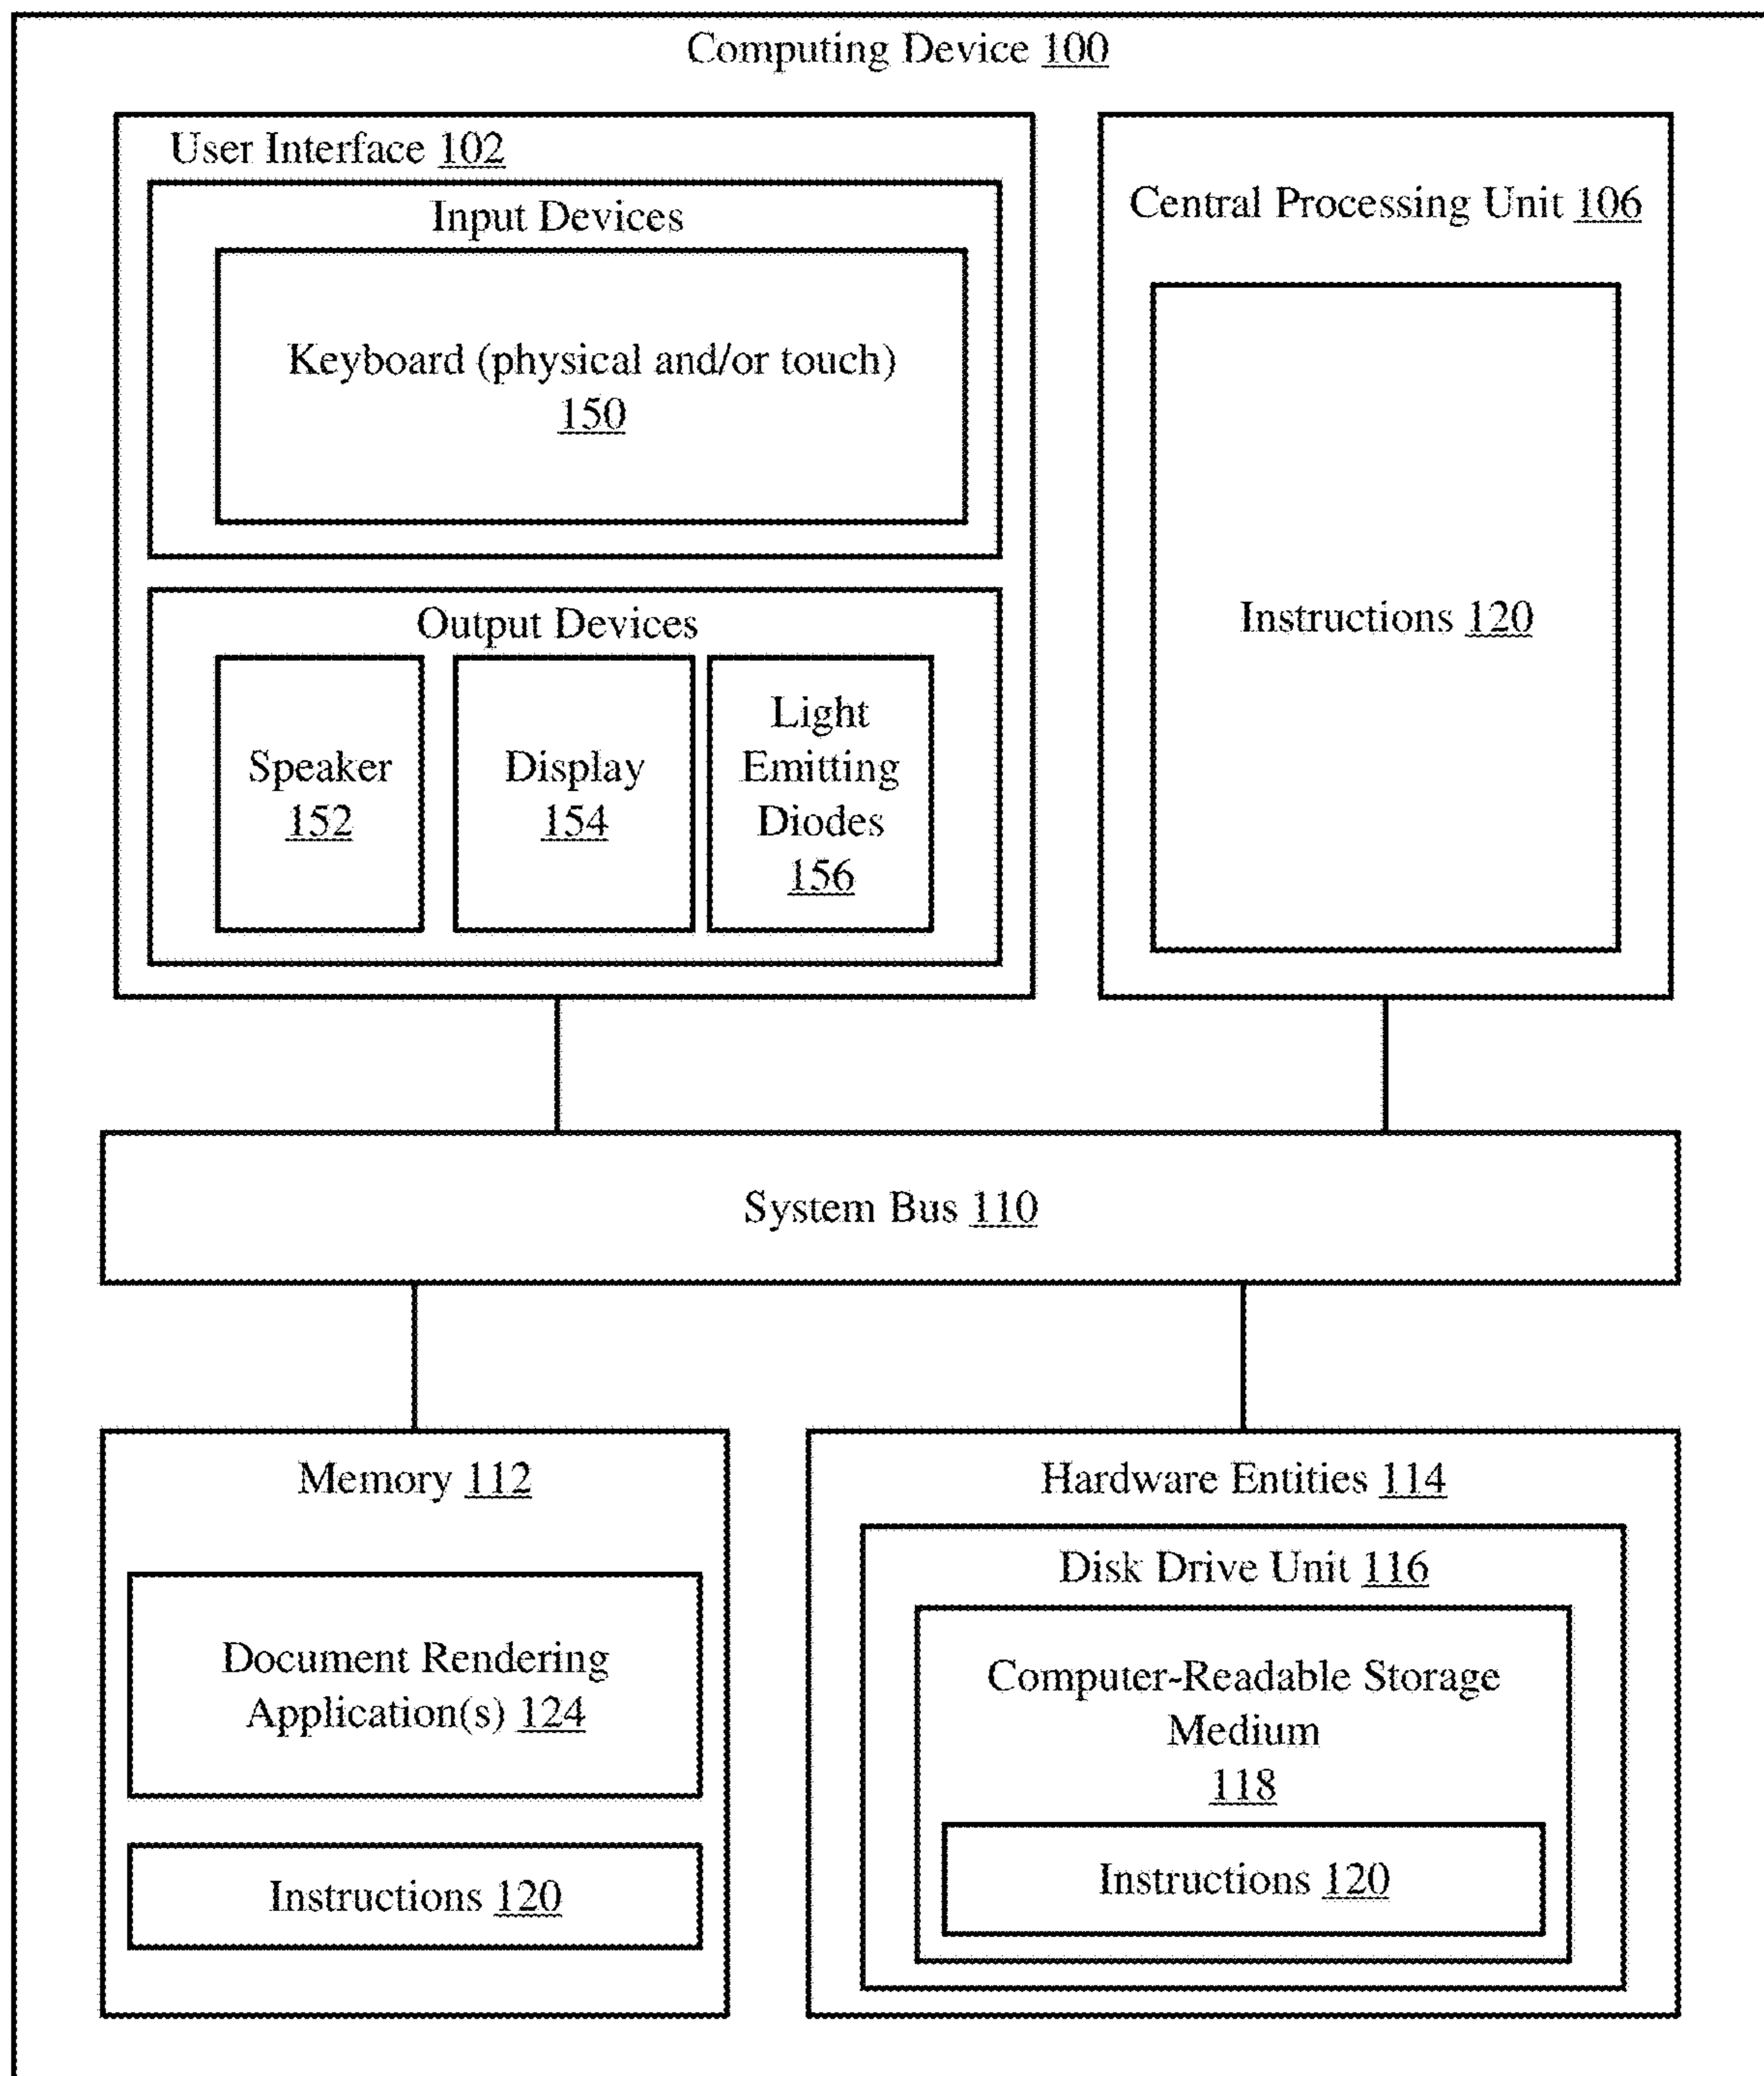 Computing Device 100
User Interface 102
Input Devices
Keyboard (physical and/or touch)
150
Output Devices
Speaker
152
Display
154
Light
Emitting
Diodes
156
Central Processing Unit 106
Instructions 120
System Bus 110
Memory 112
Document Rendering
Application(s) 124
Instructions 120
Hardware Entities 114
Disk Drive Unit 116
Computer-Readable Storage
Medium
118
Instructions 120